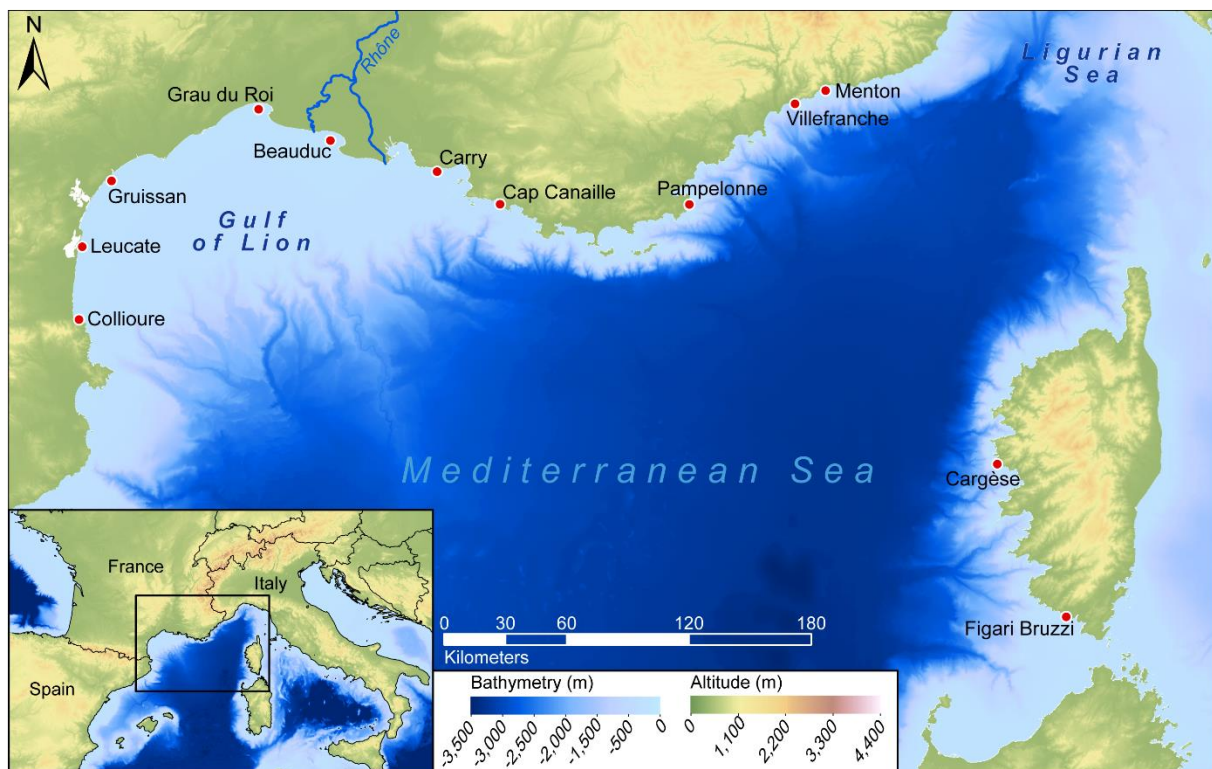 N
Rhône
Ligurian
Sea
Grau du Roi
Menton
Villefranche
Beauduc
Carry
Gruissan
Cap Canaille
Pampelonne
Gulf
of Lion
Leucate
Collioure
Mediterranean Sea
Cargèse
France
Italy
Spain
0 30 60 120 180
Kilometers
Figari Bruzzi
Bathymetry (m)
-3,500 -3,000 -2,500 -2,000 -1,500 -500 0
Altitude (m)
0 1,100 2,200 3,300 4,400